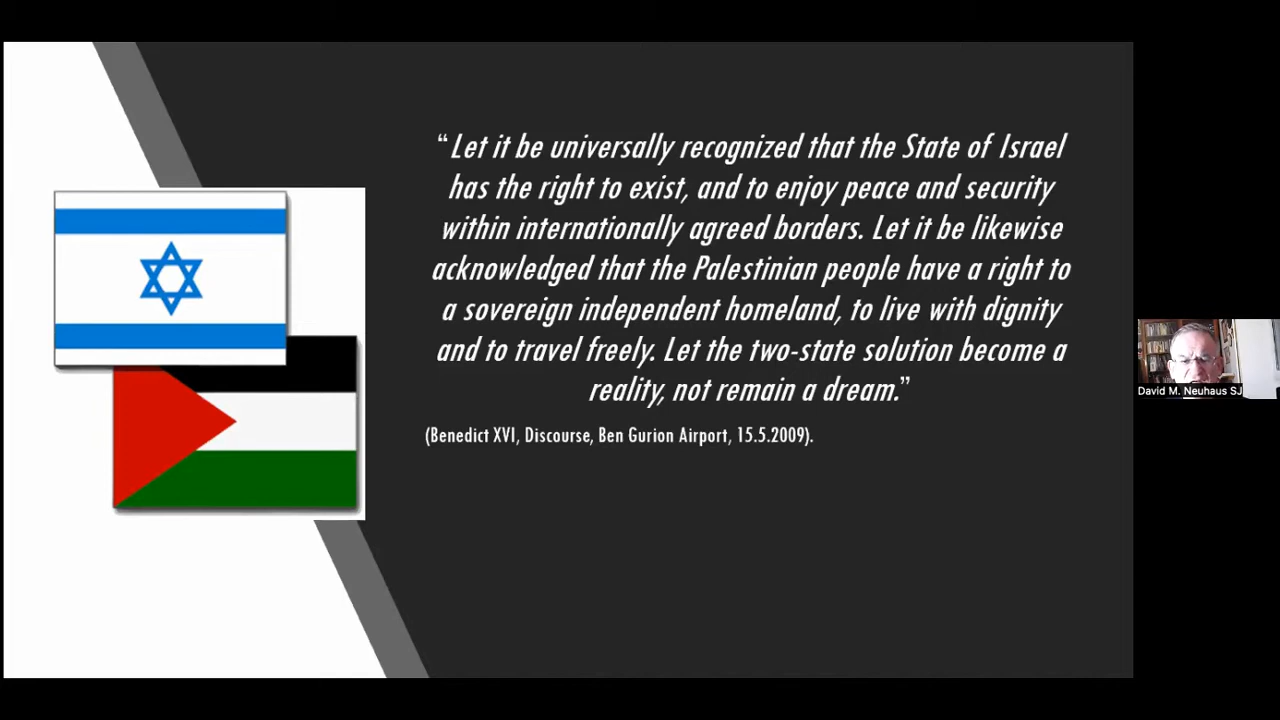 “ Let it be universally recognized that the State of Israel
has the right to exist, and to enjoy peace and security
within internationally agreed borders. Let it be likewise
acknowledged that the Palestinian people have a right to
a sovereign independent homeland, to live with dignity
and to travel freely. Let the two-state solution become a
reality, not remain a dream.”
(Benedict XVI, Discourse, Ben Gurion Airport, 15.5.2009).
David M. Neuhaus SJ